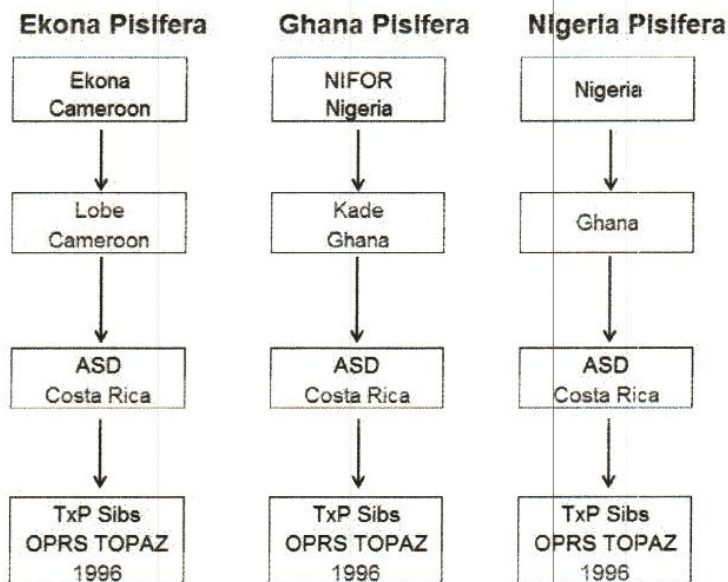 Ekona Pisifera
Ghana Pisifera
Nigeria Pisifera
Ekona
Cameroon
NIFOR
Nigeria
Nigeria
Lobe
Cameroon
Kade
Ghana
Ghana
ASD
Costa Rica
ASD
Costa Rica
ASD
Costa Rica
TxP Sibs
OPRS TOPAZ
1996
TxP Sibs
OPRS TOPAZ
1996
TxP Sibs
OPRS TOPAZ
1996